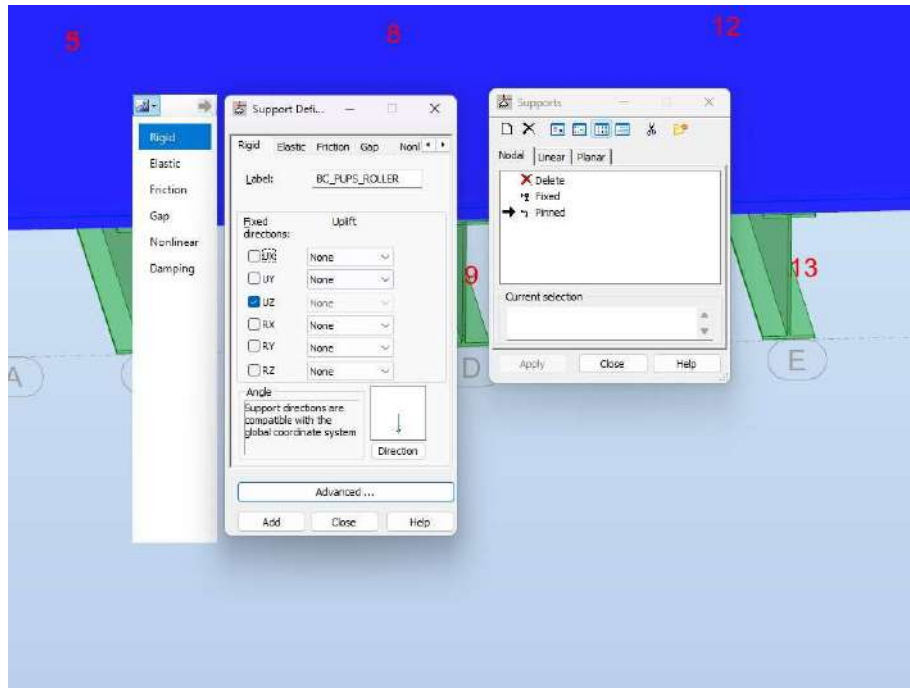 5
8
12
Rigid
Elastic
Friction
Gap
Nonlinear
Damping
Support Defi...
Rigid Elastic Friction Gap Nonl
Label: BC_PUPS_ROLLER
Fixed directions:
Uplift
UX None
UY None
UZ None
RX None
RY None
RZ None
Angle
Support directions are
compatible with the
global coordinate system
Direction
Advanced ...
Add Close Help
Supports
Nodal Linear Planar
Delete
Fixed
Pinned
Current selection
Apply Close Help
9
13
A
D
E